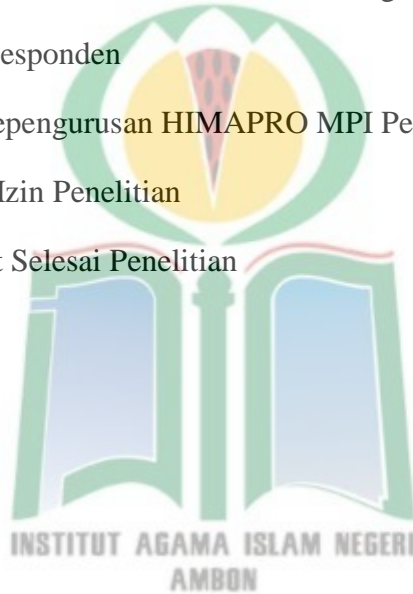 esponden
epengurusan HIMAPRO MPI Pe
Izin Penelitian
t Selesai Penelitian
INSTITUT AGAMA ISLAM NEGERI
AMBON